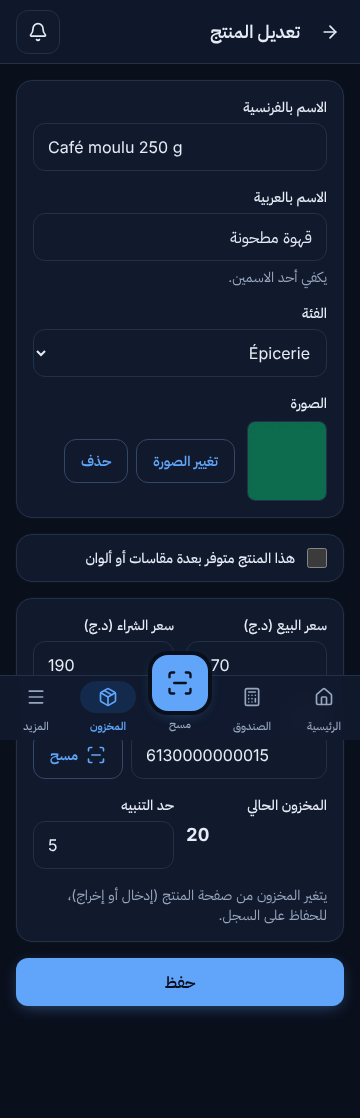 تعديل المنتج
الاسم بالفرنسية
Café moulu 250 g
الاسم بالعربية
قهوة مطحونة
يكفي أحد الاسمين.
الفئة
Épicerie
الصورة
تغيير الصورة
حذف
هذا المنتج متوفر بعدة مقاسات أو ألوان
سعر البيع (د.ج)
سعر الشراء (د.ج)
70
190
الرئيسية
الصندوق
مسح
المخزون
المزيد
6130000000015
مسح
المخزون الحالي
حد التنبيه
20
5
يتغير المخزون من صفحة المنتج (إدخال أو إخراج)،
للحفاظ على السجل.
حفظ